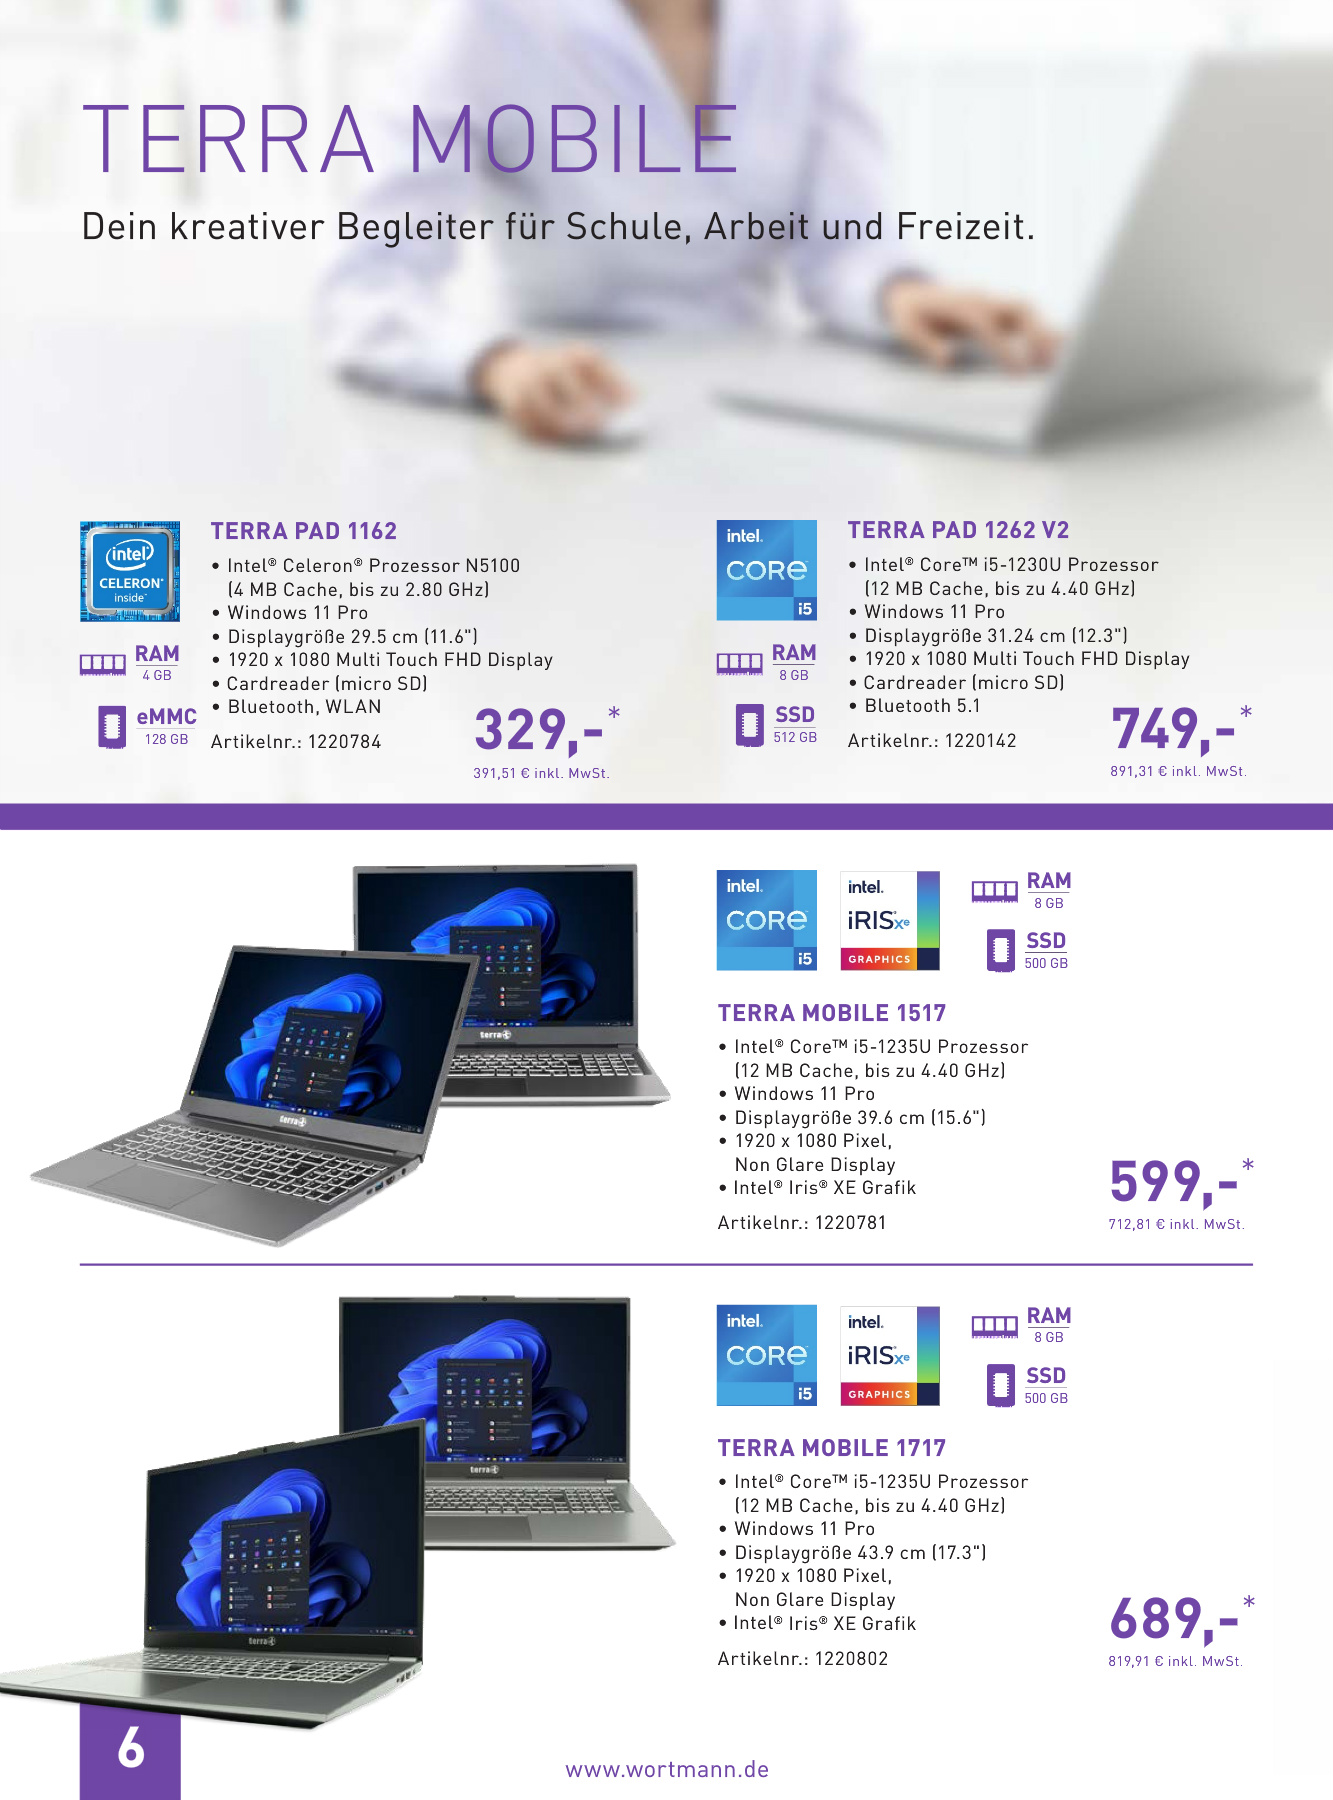 TERRA MOBILE
Dein kreativer Begleiter für Schule, Arbeit und Freizeit.
intel
CELERON®
inside™
RAM
4 GB
eMMC
128 GB
TERRA PAD 1162
• Intel® Celeron® Prozessor N5100
(4 MB Cache, bis zu 2.80 GHz)
• Windows 11 Pro
• Displaygröße 29.5 cm (11.6")
• 1920 x 1080 Multi Touch FHD Display
• Cardreader (micro SD)
• Bluetooth, WLAN
Artikelnr.: 1220784
329,-*
391,51 € inkl. MwSt.
intel.
CORE
i5
RAM
8 GB
SSD
512 GB
TERRA PAD 1262 V2
• Intel® Core™ i5-1230U Prozessor
(12 MB Cache, bis zu 4.40 GHz)
• Windows 11 Pro
• Displaygröße 31.24 cm (12.3")
• 1920 x 1080 Multi Touch FHD Display
• Cardreader (micro SD)
• Bluetooth 5.1
Artikelnr.: 1220142
749,-*
891,31 € inkl. MwSt.
terra
terra
intel.
CORE
i5
intel.
iRISxe
GRAPHICS
RAM
8 GB
SSD
500 GB
TERRA MOBILE 1517
• Intel® Core™ i5-1235U Prozessor
(12 MB Cache, bis zu 4.40 GHz)
• Windows 11 Pro
• Displaygröße 39.6 cm (15.6")
• 1920 x 1080 Pixel,
Non Glare Display
• Intel® Iris® XE Grafik
Artikelnr.: 1220781
599,-*
712,81 € inkl. MwSt.
terra
terra
intel.
CORE
i5
intel.
iRISxe
GRAPHICS
RAM
8 GB
SSD
500 GB
TERRA MOBILE 1717
• Intel® Core™ i5-1235U Prozessor
(12 MB Cache, bis zu 4.40 GHz)
• Windows 11 Pro
• Displaygröße 43.9 cm (17.3")
• 1920 x 1080 Pixel,
Non Glare Display
• Intel® Iris® XE Grafik
Artikelnr.: 1220802
689,-*
819,91 € inkl. MwSt.
6
www.wortmann.de